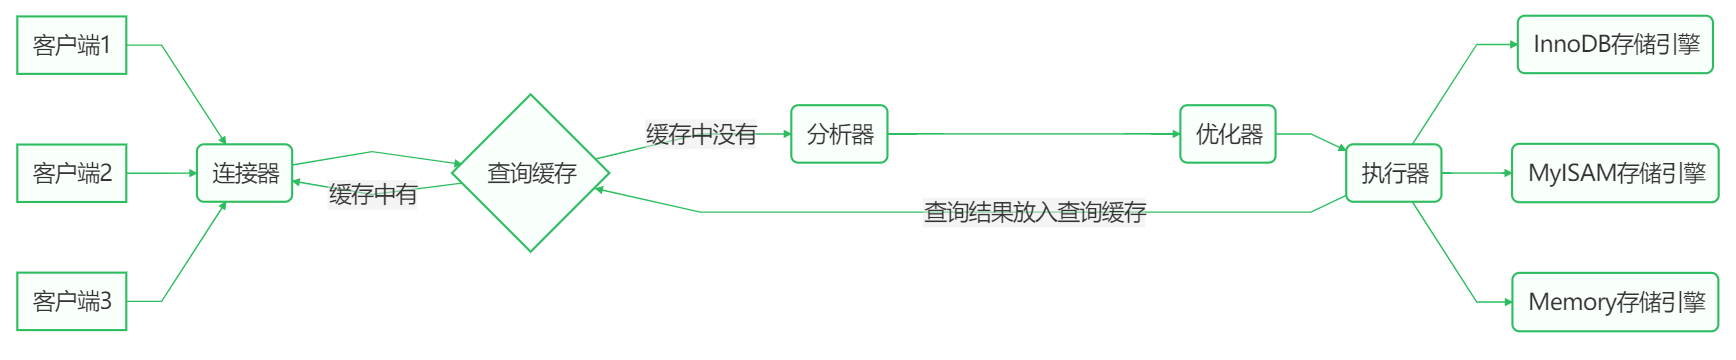 客户端1
客户端2
客户端3
连接器
缓存中有
查询缓存
缓存中没有
分析器
查询结果放入查询缓存
优化器
执行器
InnoDB存储引擎
MyISAM存储引擎
Memory存储引擎